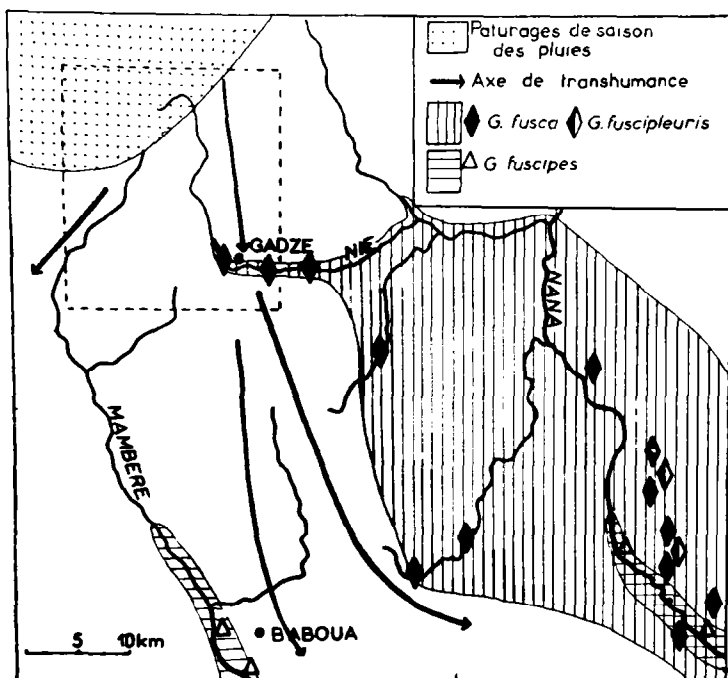 Paturages de saison
des pluies
Axe de transhumance
G. fusca G. fuscipleuris
G fuscipes
GADZE
NIE
NANA
MAMBERE
BABOUA
5 10km